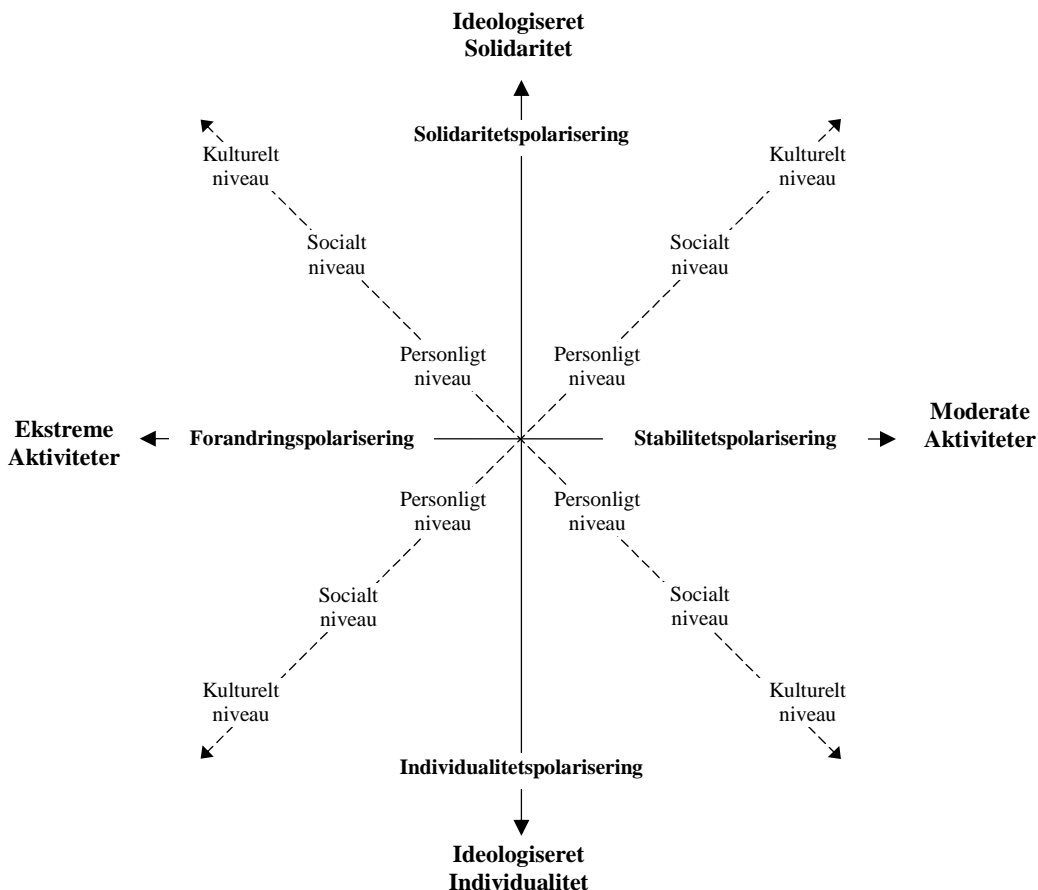 Ideologiseret
Solidaritet
Solidaritetspolarisering
Kulturelt
niveau
Kulturelt
niveau
Socialt
niveau
Socialt
niveau
Personligt
niveau
Personligt
niveau
Ekstreme
Aktiviteter
Forandringspolarisering
Stabilitetspolarisering
Moderate
Aktiviteter
Personligt
niveau
Personligt
niveau
Socialt
niveau
Socialt
niveau
Kulturelt
niveau
Kulturelt
niveau
Individualitetspolarisering
Ideologiseret
Individualitet